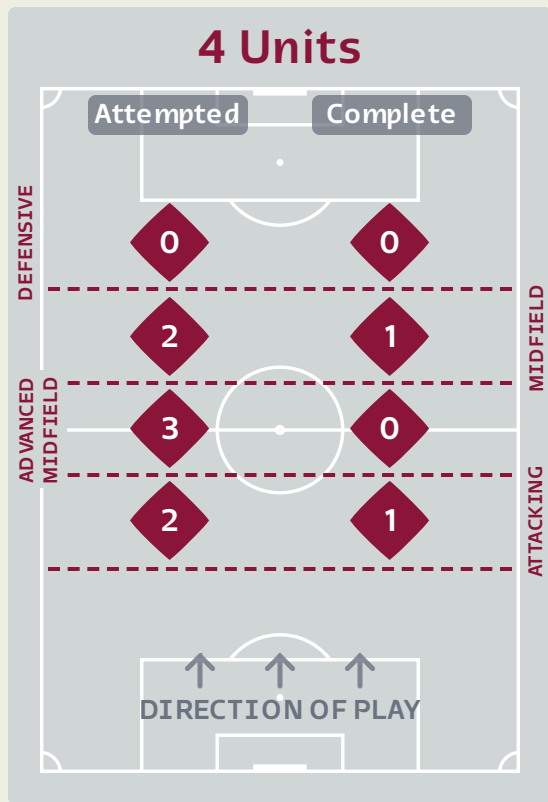 4 Units
Attempted
Complete
DEFENSIVE
0
0
MIDFIELD
2
1
ADVANCED
MIDFIELD
3
0
ATTACKING
2
1
DIRECTION OF PLAY